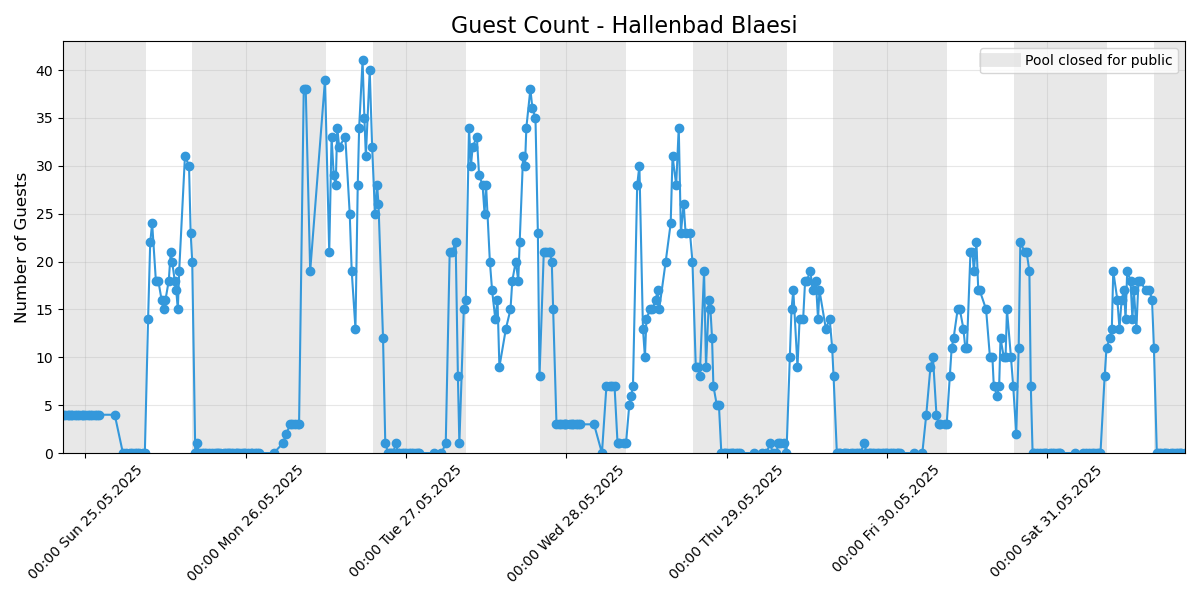 Guest Count - Hallenbad Blaesi
Pool closed for public
Number of Guests
40
35
30
25
20
15
10
5
0
00:00 Sun 25.05.2025
00:00 Mon 26.05.2025
00:00 Tue 27.05.2025
00:00 Wed 28.05.2025
00:00 Thu 29.05.2025
00:00 Fri 30.05.2025
00:00 Sat 31.05.2025